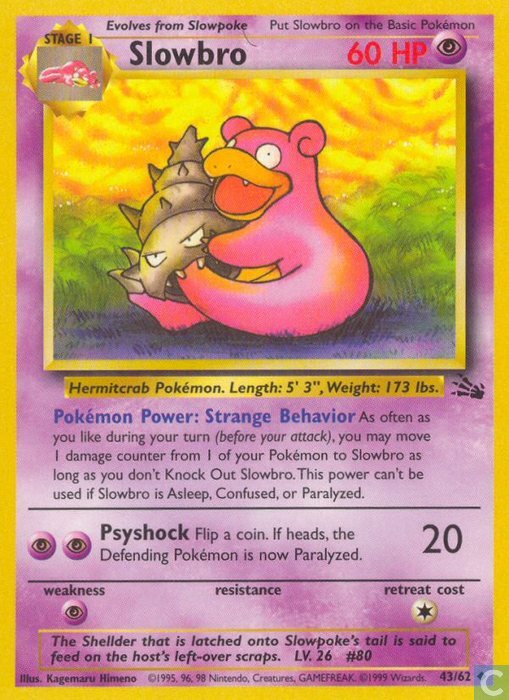 Evolves from Slowpoke Put Slowbro on the Basic Pokémon
STAGE 1
Slowbro 60 HP
Hermitcrab Pokémon. Length: 5' 3", Weight: 173 lbs.
Pokémon Power: Strange Behavior As often as
you like during your turn (before your attack), you may move
1 damage counter from 1 of your Pokémon to Slowbro as
long as you don't Knock Out Slowbro. This power can't be
used if Slowbro is Asleep, Confused, or Paralyzed.
Psyshock Flip a coin. If heads, the
Defending Pokémon is now Paralyzed.
20
weakness resistance retreat cost
The Shellder that is latched onto Slowpoke's tail is said to
feed on the host's left-over scraps. LV. 26 #80
Illus. Kagemaru Himeno ©1995, 96, 98 Nintendo, Creatures, GAMEFREAK. ©1999 Wizards. 43/62
C